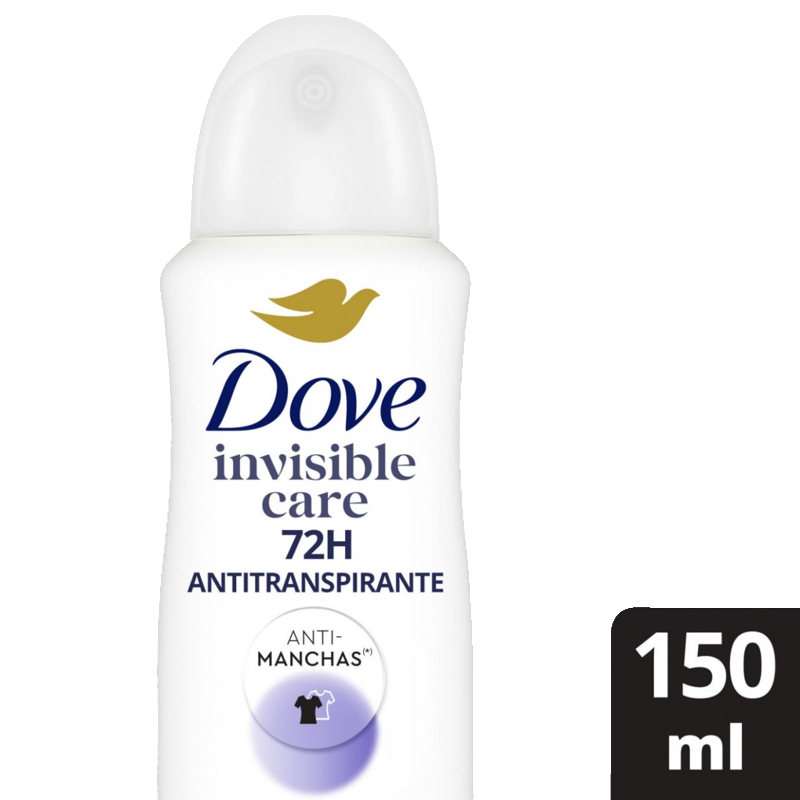 Dove
invisible
care
72H
ANTITRANSPIRANTE
ANTI-
MANCHAS(*)
150
ml